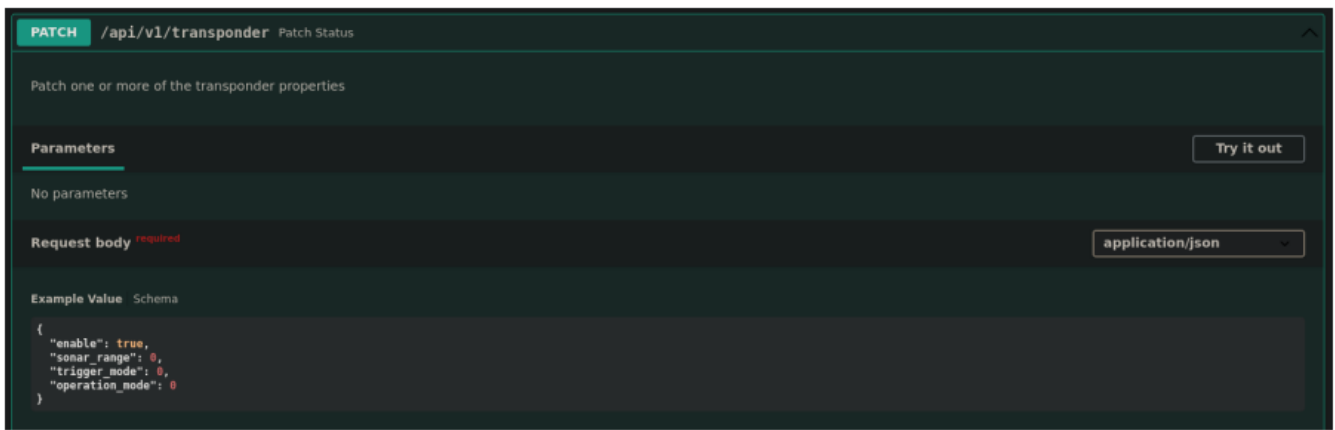 PATCH /api/v1/transponder Patch Status
Patch one or more of the transponder properties
Parameters
Try it out
No parameters
Request body required
application/json
Example Value Schema
{
"enable": true,
"sonar_range": 0,
"trigger_mode": 0,
"operation_mode": 0
}